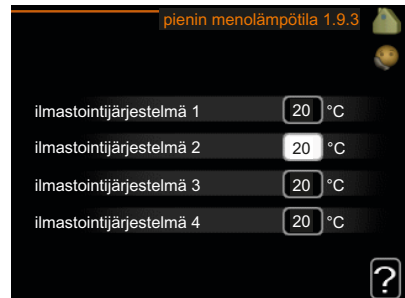 pienin menolämpötila 1.9.3
ilmastointijärjestelmä 1 20 °C
ilmastointijärjestelmä 2 20 °C
ilmastointijärjestelmä 3 20 °C
ilmastointijärjestelmä 4 20 °C
?